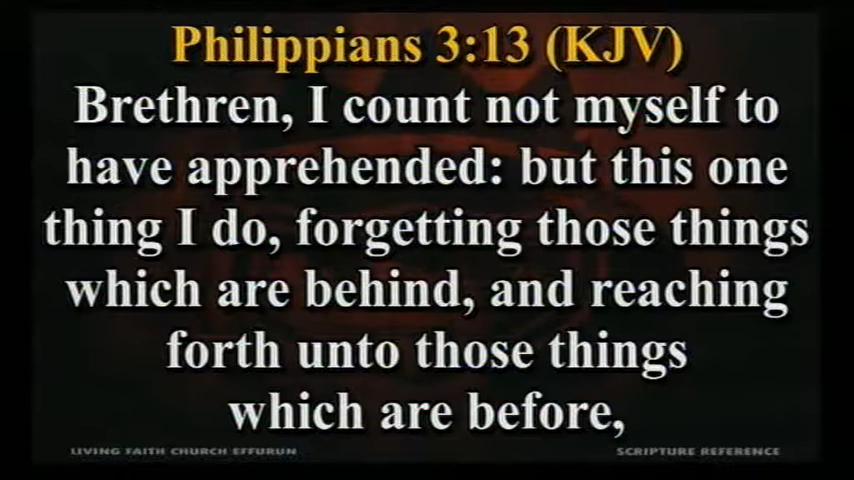 Philippians 3:13 (KJV)
Brethren, I count not myself to
have apprehended: but this one
thing I do, forgetting those things
which are behind, and reaching
forth unto those things
which are before,
LIVING FAITH CHURCH EFFURUN
SCRIPTURE REFERENCE